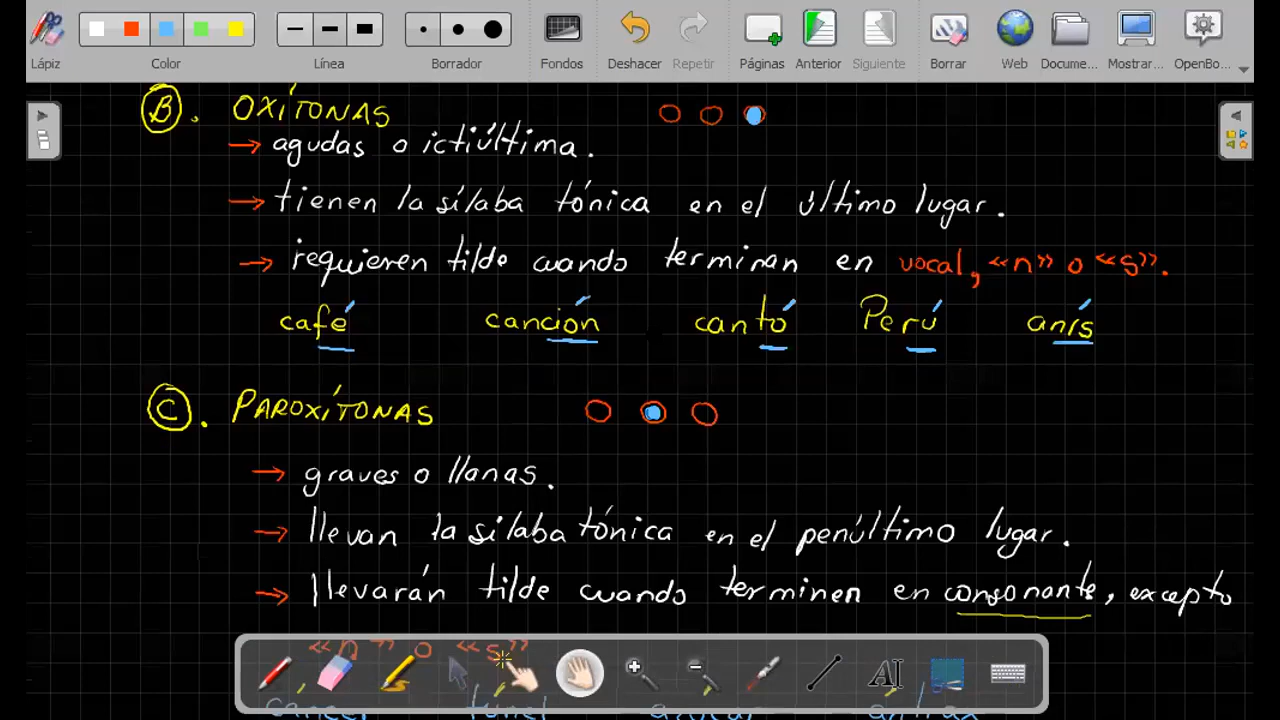 Lápiz Color Línea Borrador Fondos Deshacer Repetir Páginas Anterior Siguiente Borrar Web Docume... Mostrar... OpenBo...
B. OXÍTONAS
→ agudas o ictiúltima.
→ tienen la sílaba tónica en el último lugar.
→ requieren tilde cuando terminan en vocal, «n» o «s».
café canción cantó Perú anís
C. PAROXÍTONAS
→ graves o llanas.
→ llevan la sílaba tónica en el penúltimo lugar.
→ llevarán tilde cuando terminen en consonante, excepto
«n» o «s»